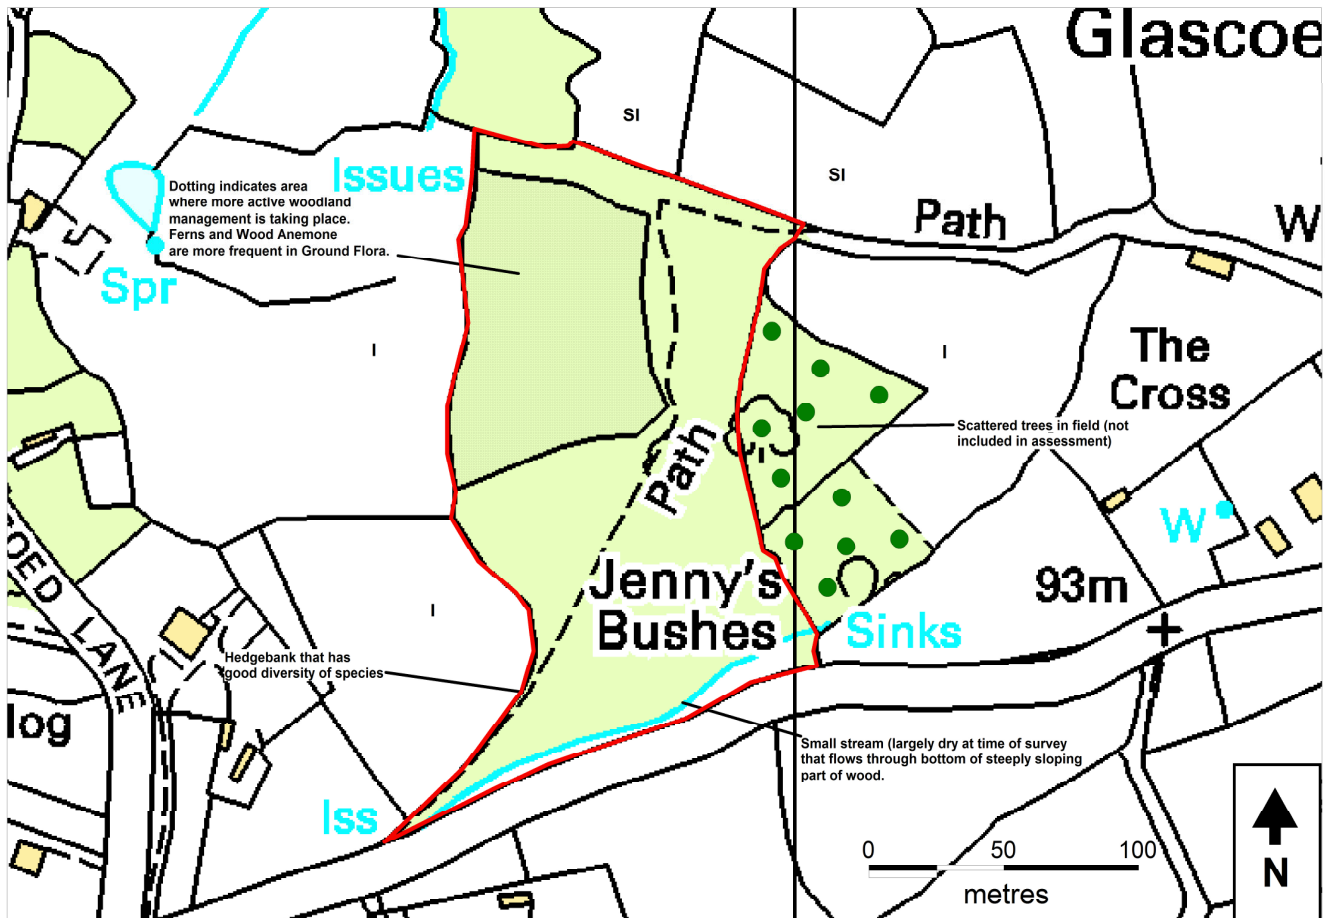 Glascoe
SI
Issues
SI
Dotting indicates area
where more active woodland
management is taking place.
Ferns and Wood Anemone
are more frequent in Ground Flora.
Path
W
Spr
I
I
The
Cross
Scattered trees in field (not
included in assessment)
Path
W
OED LANE
Jenny's
Bushes
93m
I
Sinks
Hedgebank that has
good diversity of species
log
Small stream (largely dry at time of survey
that flows through bottom of steeply sloping
part of wood.
Iss
0 50 100
metres
N